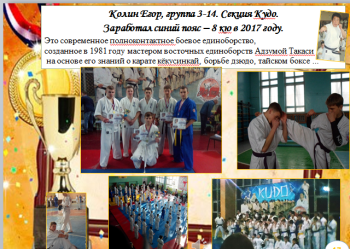 Колин Егор, группа 3-14. Секция Кудо.
Заработал синий пояс – 8 кю в 2017 году.
Это современное полноконтактное боевое единоборство,
созданное в 1981 году мастером восточных единоборств Адзумой Такаси
на основе его знаний о карате кёкусинкай, борьбе дзюдо, тайском боксе ...
KUDO